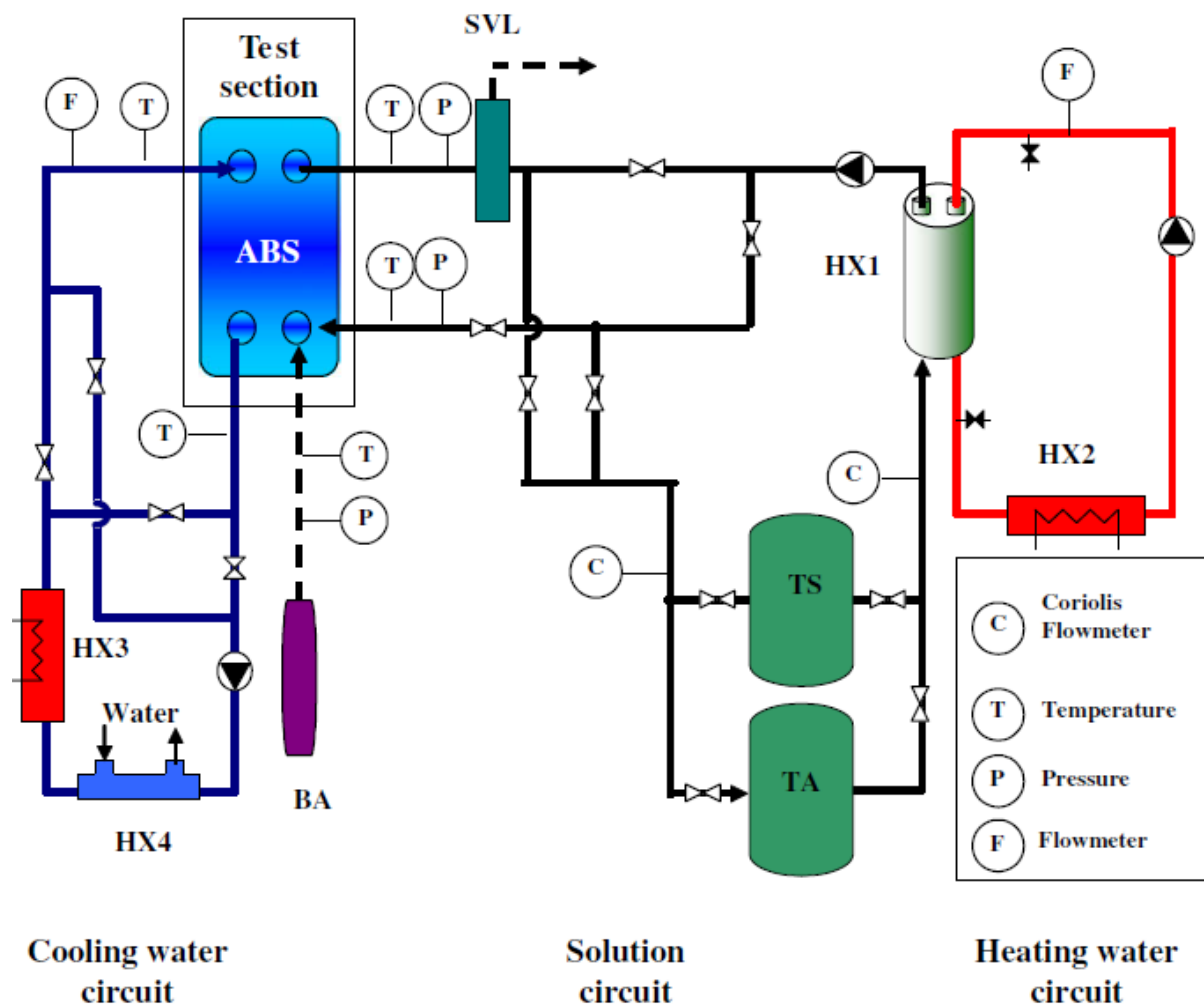 SVL
Test
section
F
T
T
P
F
ABS
T
P
HX1
T
T
P
C
HX2
C
TS
HX3
Water
TA
BA
HX4
C
Coriolis
Flowmeter
T
Temperature
P
Pressure
F
Flowmeter
Cooling water
circuit
Solution
circuit
Heating water
circuit